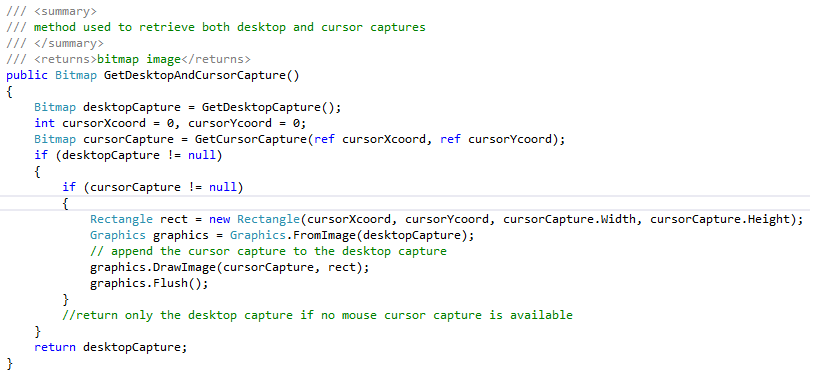 /// <summary>
/// method used to retrieve both desktop and cursor captures
/// </summary>
/// <returns>bitmap image</returns>
public Bitmap GetDesktopAndCursorCapture()
{
    Bitmap desktopCapture = GetDesktopCapture();
    int cursorXcoord = 0, cursorYcoord = 0;
    Bitmap cursorCapture = GetCursorCapture(ref cursorXcoord, ref cursorYcoord);
    if (desktopCapture != null)
    {
        if (cursorCapture != null)
        {
            Rectangle rect = new Rectangle(cursorXcoord, cursorYcoord, cursorCapture.Width, cursorCapture.Height);
            Graphics graphics = Graphics.FromImage(desktopCapture);
            // append the cursor capture to the desktop capture
            graphics.DrawImage(cursorCapture, rect);
            graphics.Flush();
        }
        //return only the desktop capture if no mouse cursor capture is available
    }
    return desktopCapture;
}